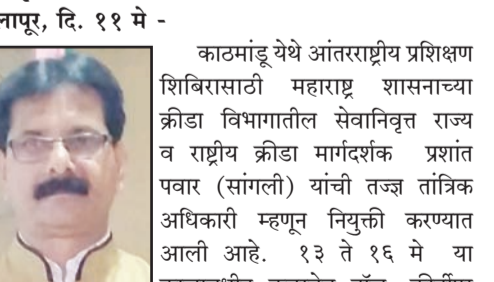 लापूर, दि. ११ मे -
काठमांडू येथे आंतरराष्ट्रीय प्रशिक्षण
शिबिरासाठी महाराष्ट्र शासनाच्या
क्रीडा विभागातील सेवानिवृत्त राज्य
व राष्ट्रीय क्रीडा मार्गदर्शक प्रशांत
पवार (सांगली) यांची तज्ज्ञ तांत्रिक
अधिकारी म्हणून नियुक्ती करण्यात
आली आहे. १३ ते १६ मे या